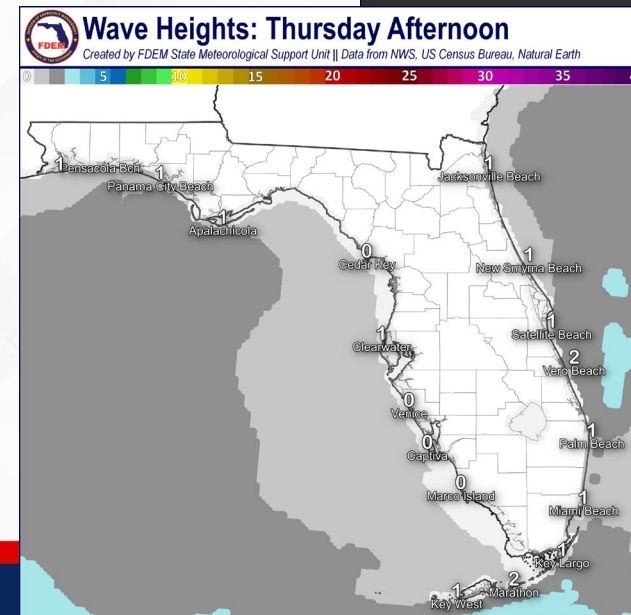 Wave Heights: Thursday Afternoon
FDEM
Created by FDEM State Meteorological Support Unit || Data from NWS, US Census Bureau, Natural Earth
0 5 10 15 20 25 30 35
1
Pensacola Bch.
1
Panama City Beach
1
Jacksonville Beach
1
Apalachicola
0
Cedar Key
1
New Smyrna Beach
1
Satellite Beach
1
Clearwater
2
Vero Beach
0
Venice
1
Palm Beach
0
Captiva
0
Marco Island
1
Miami Beach
1
Key Largo
2
Marathon
1
Key West